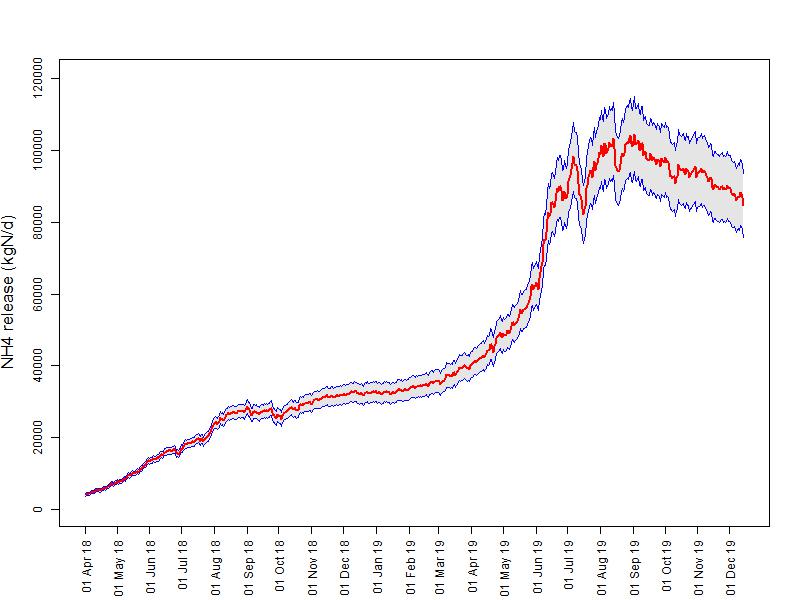 NH4 release (kgN/d)
120000
100000
80000
60000
40000
20000
0
01 Apr 18
01 May 18
01 Jun 18
01 Jul 18
01 Aug 18
01 Sep 18
01 Oct 18
01 Nov 18
01 Dec 18
01 Jan 19
01 Feb 19
01 Mar 19
01 Apr 19
01 May 19
01 Jun 19
01 Jul 19
01 Aug 19
01 Sep 19
01 Oct 19
01 Nov 19
01 Dec 19